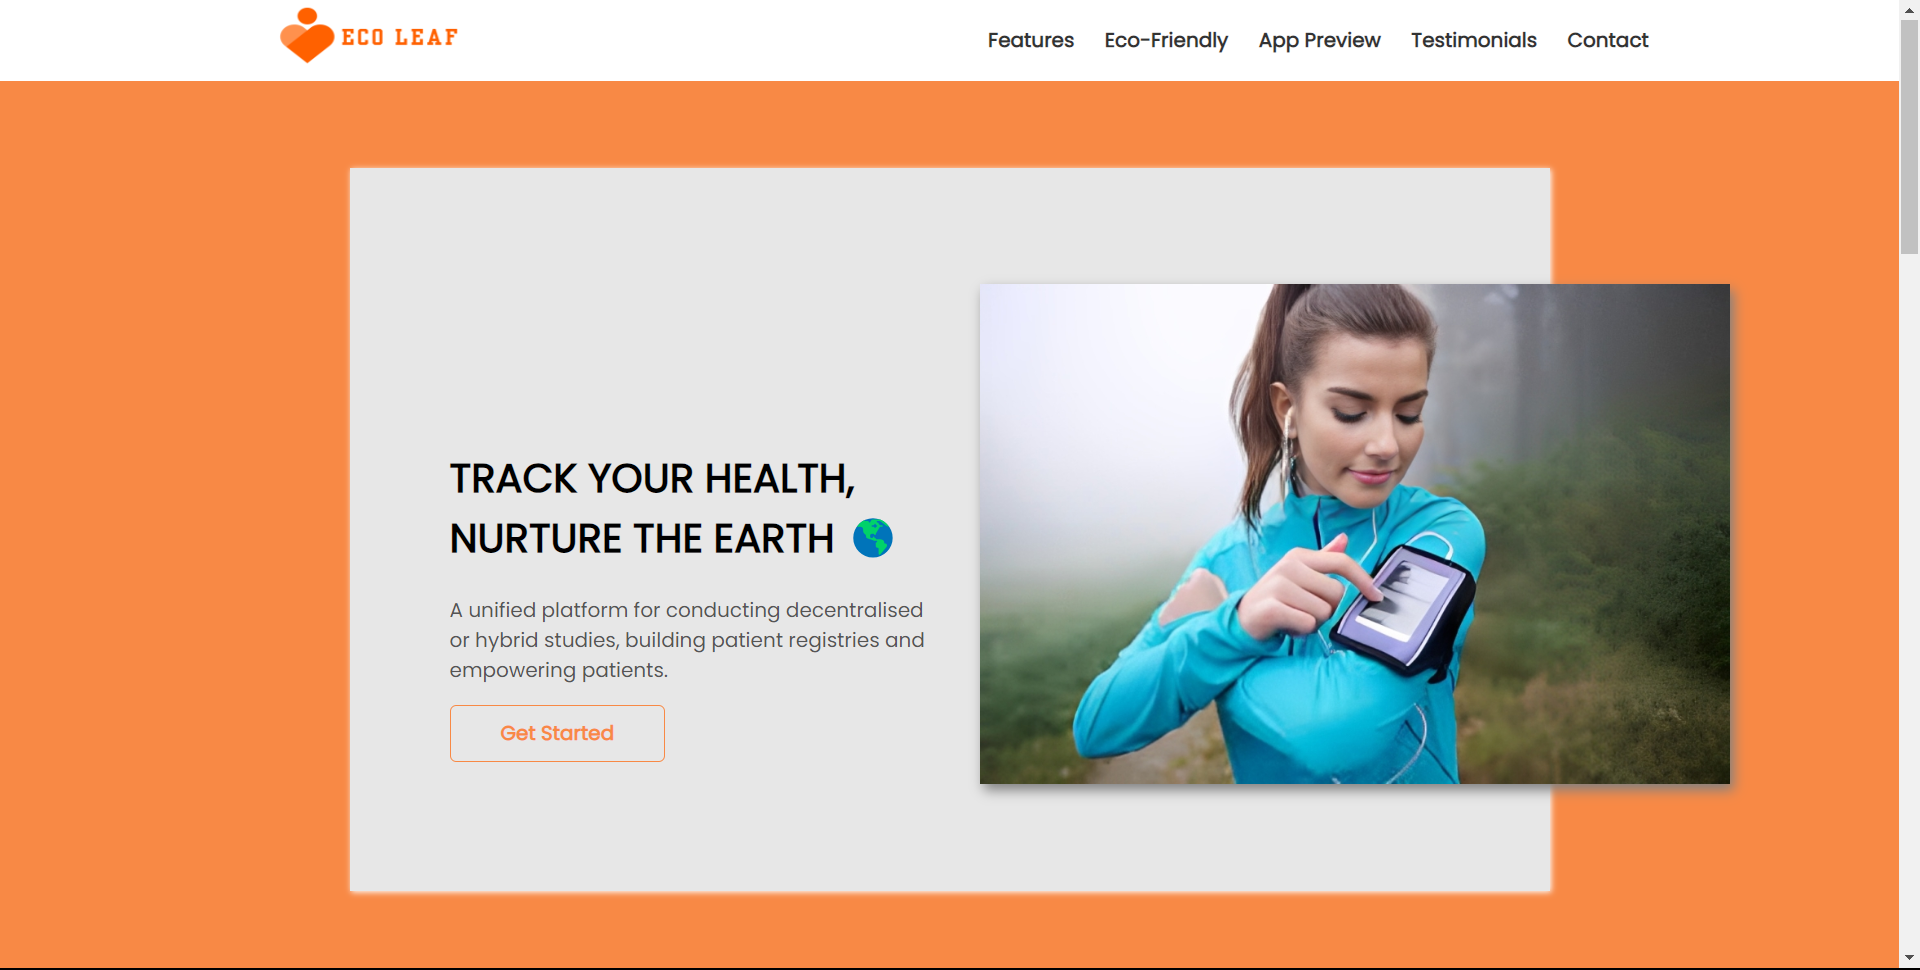 ECO LEAF
Features
Eco-Friendly
App Preview
Testimonials
Contact
TRACK YOUR HEALTH,
NURTURE THE EARTH 🌎
A unified platform for conducting decentralised
or hybrid studies, building patient registries and
empowering patients.
Get Started